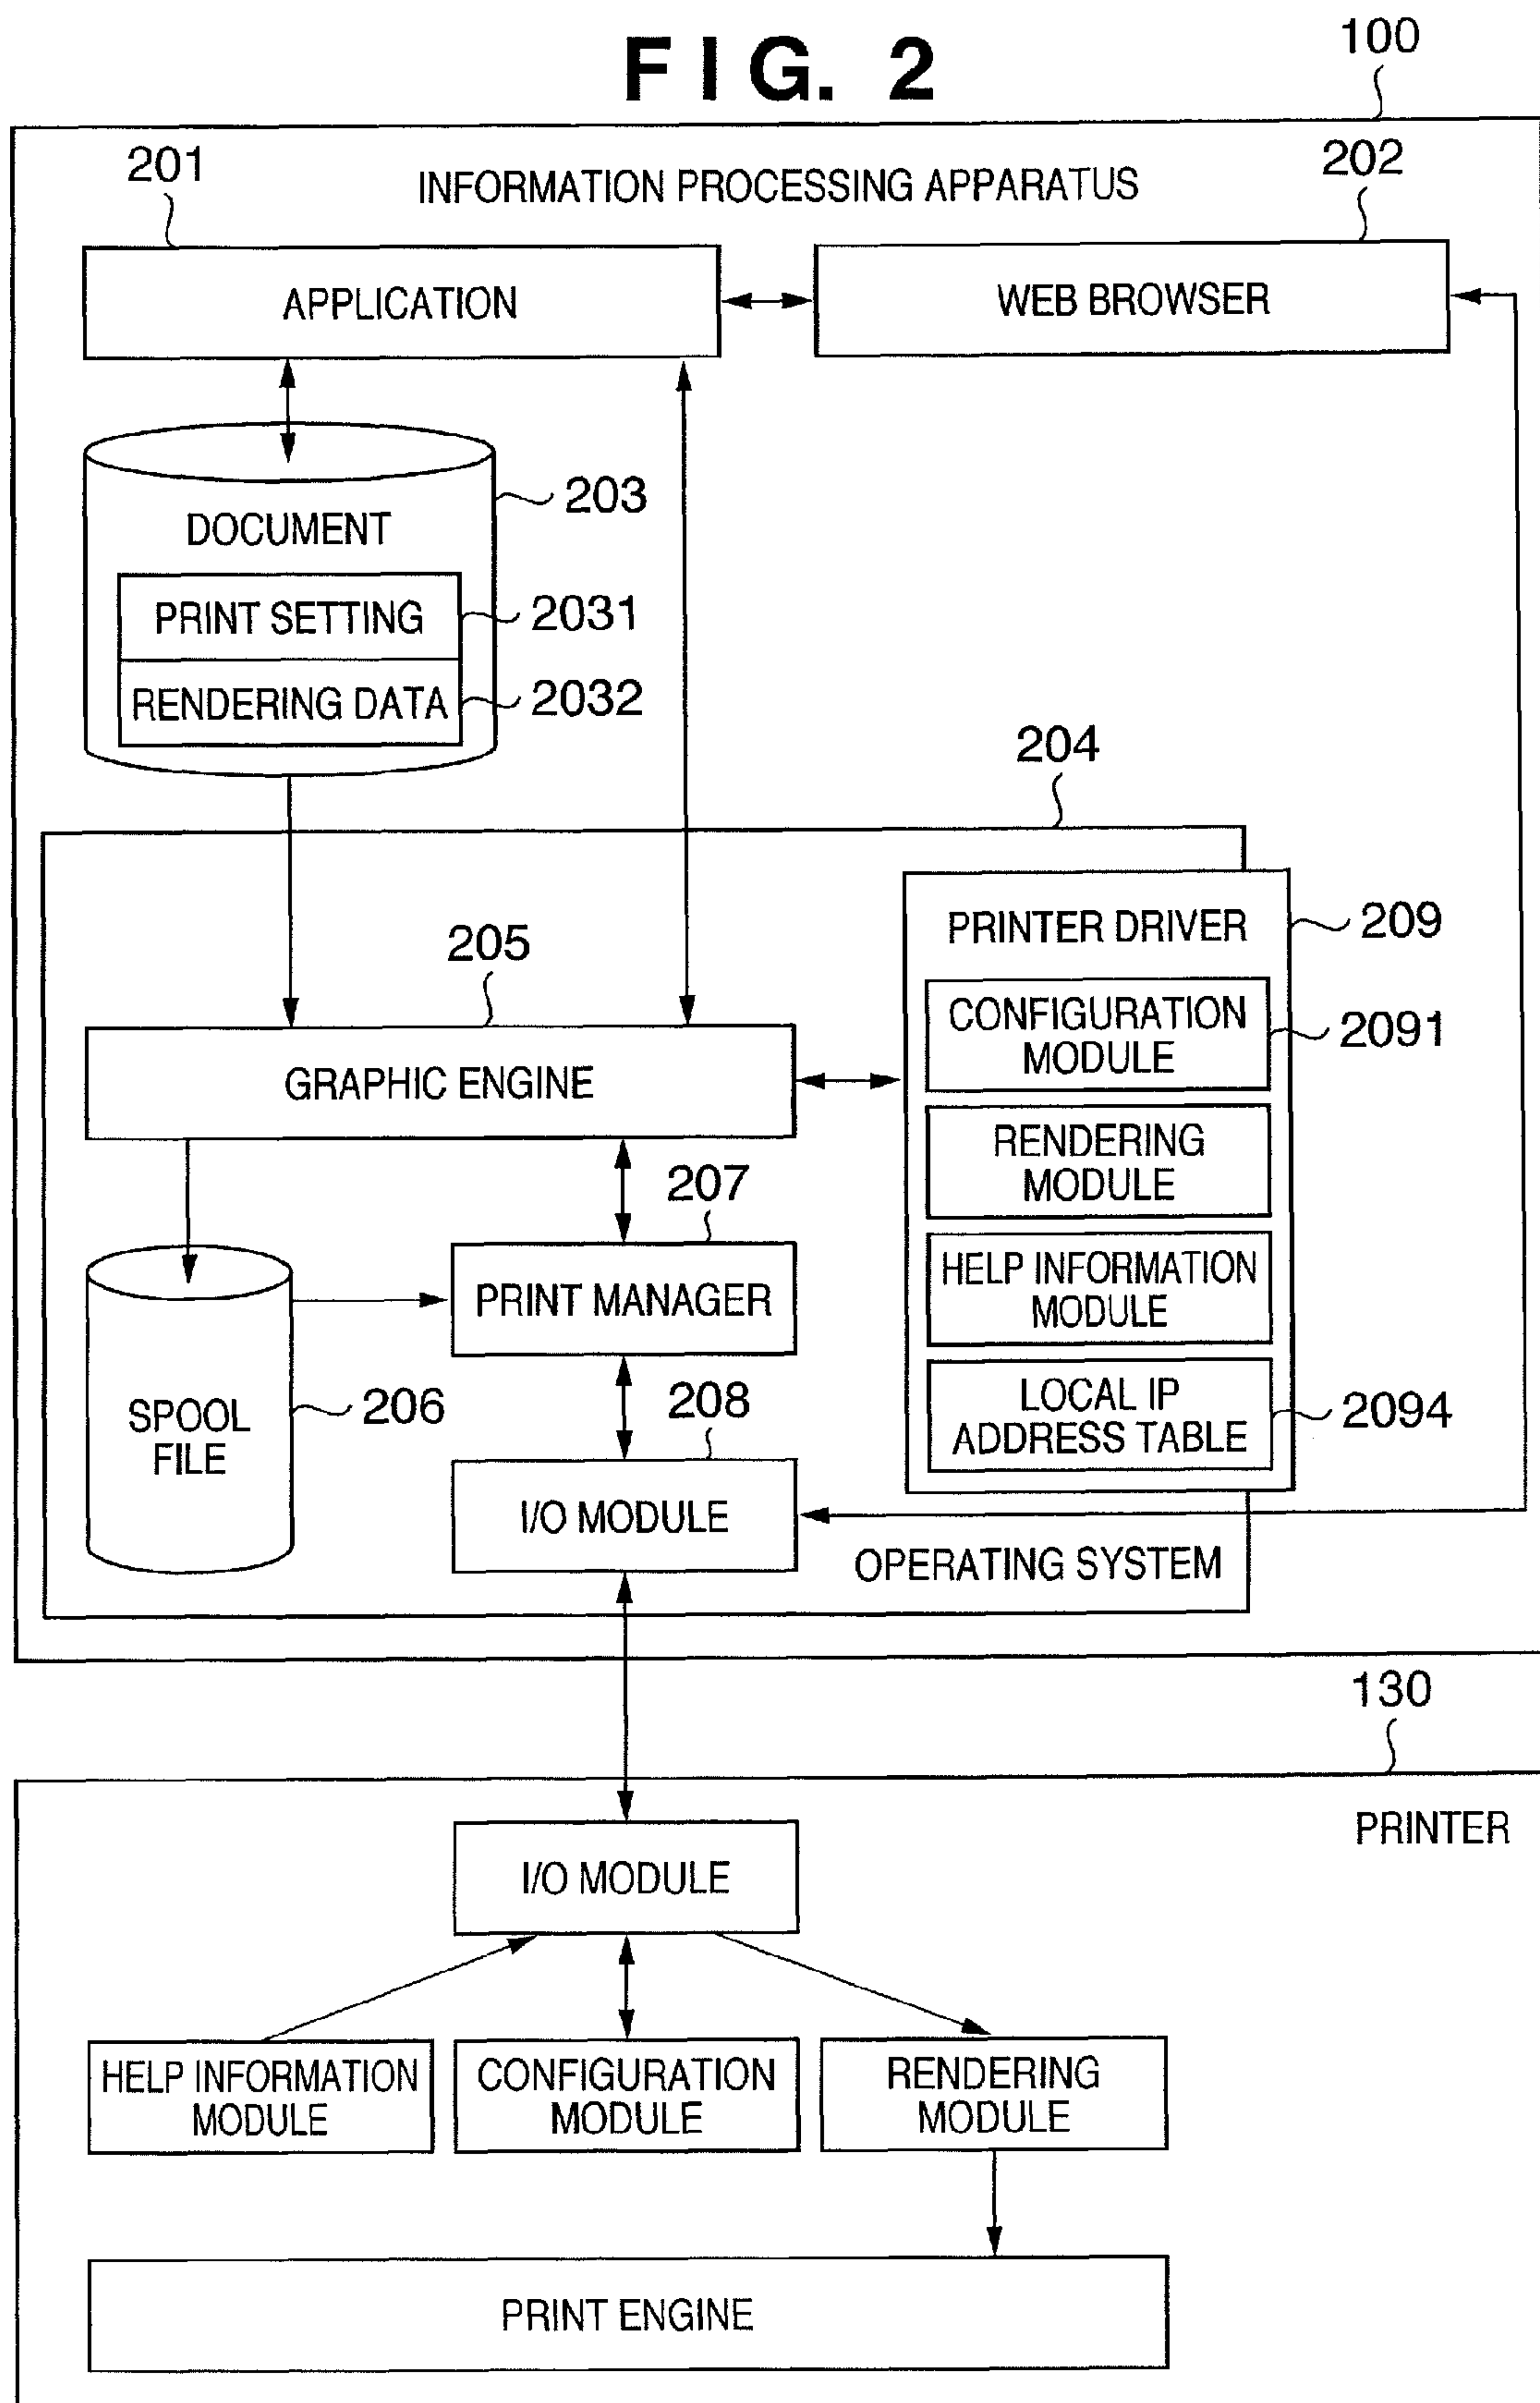 FIG. 2
100
INFORMATION PROCESSING APPARATUS
201
202
APPLICATION
WEB BROWSER
203
DOCUMENT
PRINT SETTING
2031
RENDERING DATA
2032
204
PRINTER DRIVER
209
205
CONFIGURATION
MODULE
2091
GRAPHIC ENGINE
RENDERING
MODULE
207
HELP INFORMATION
MODULE
PRINT MANAGER
SPOOL
FILE
206
208
LOCAL IP
ADDRESS TABLE
2094
I/O MODULE
OPERATING SYSTEM
130
PRINTER
I/O MODULE
HELP INFORMATION
MODULE
CONFIGURATION
MODULE
RENDERING
MODULE
PRINT ENGINE